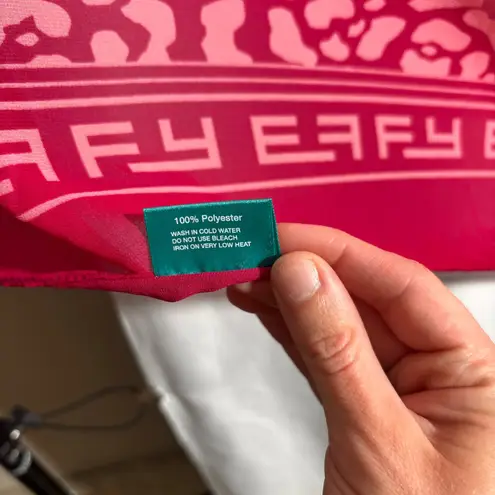 EFFY EFFY E
100% Polyester
WASH IN COLD WATER
DO NOT USE BLEACH
IRON ON VERY LOW HEAT